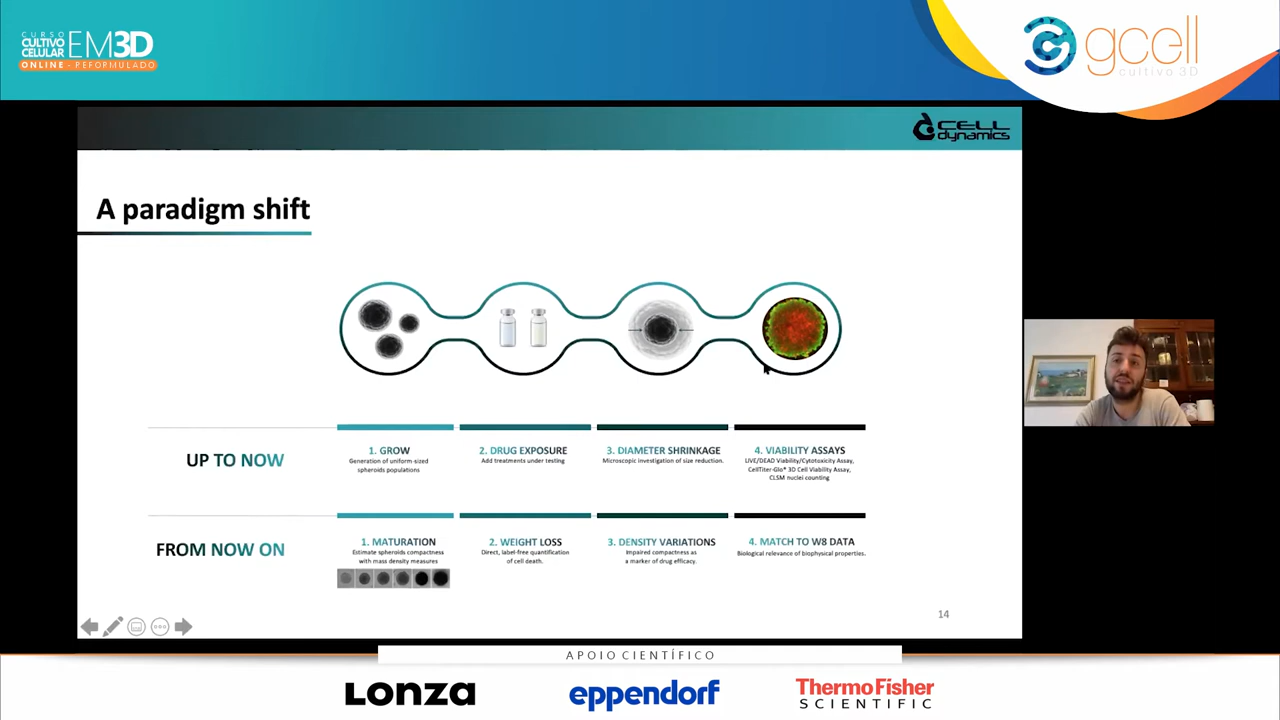 CURSO
CULTIVO
CELULAR
EM3D
ONLINE - REFORMULADO
gcell
cultivo 3D
CELL
dynamics
A paradigm shift
UP TO NOW
1. GROW
Generation of uniform-sized
spheroids populations
2. DRUG EXPOSURE
Add treatments under testing
3. DIAMETER SHRINKAGE
Microscopic investigation of size reduction.
4. VIABILITY ASSAYS
LIVE/DEAD Viability/Cytotoxicity Assay,
CellTiter-Glo® 3D Cell Viability Assay,
CLSM nuclei counting
FROM NOW ON
1. MATURATION
Estimate spheroids compactness
with mass density measures
2. WEIGHT LOSS
Direct, label-free quantification
of cell death.
3. DENSITY VARIATIONS
Impaired compactness as
a marker of drug efficacy.
4. MATCH TO W8 DATA
Biological relevance of biophysical properties.
14
APOIO CIENTÍFICO
Lonza
eppendorf
ThermoFisher
SCIENTIFIC